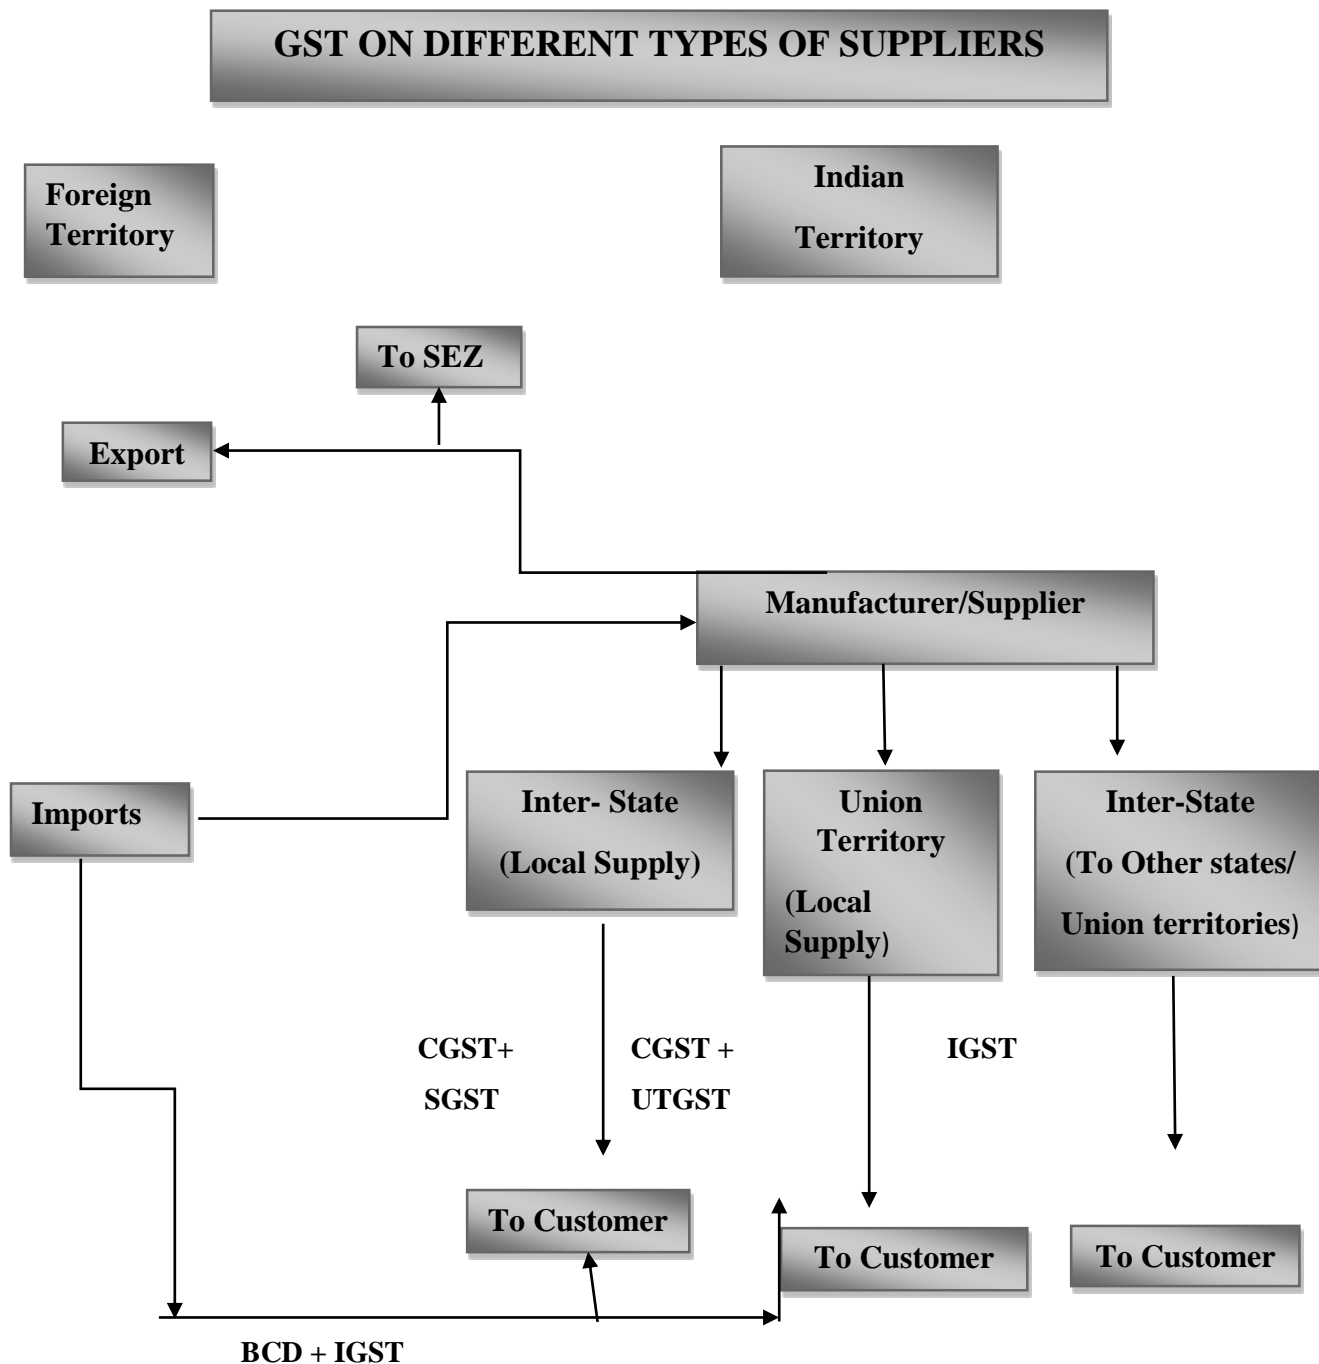 GST ON DIFFERENT TYPES OF SUPPLIERS
Foreign
Territory
Indian
Territory
To SEZ
Export
Manufacturer/Supplier
Imports
Inter- State
(Local Supply)
Union
Territory
(Local
Supply)
Inter-State
(To Other states/
Union territories)
CGST+
SGST
CGST +
UTGST
IGST
To Customer
To Customer
To Customer
BCD + IGST